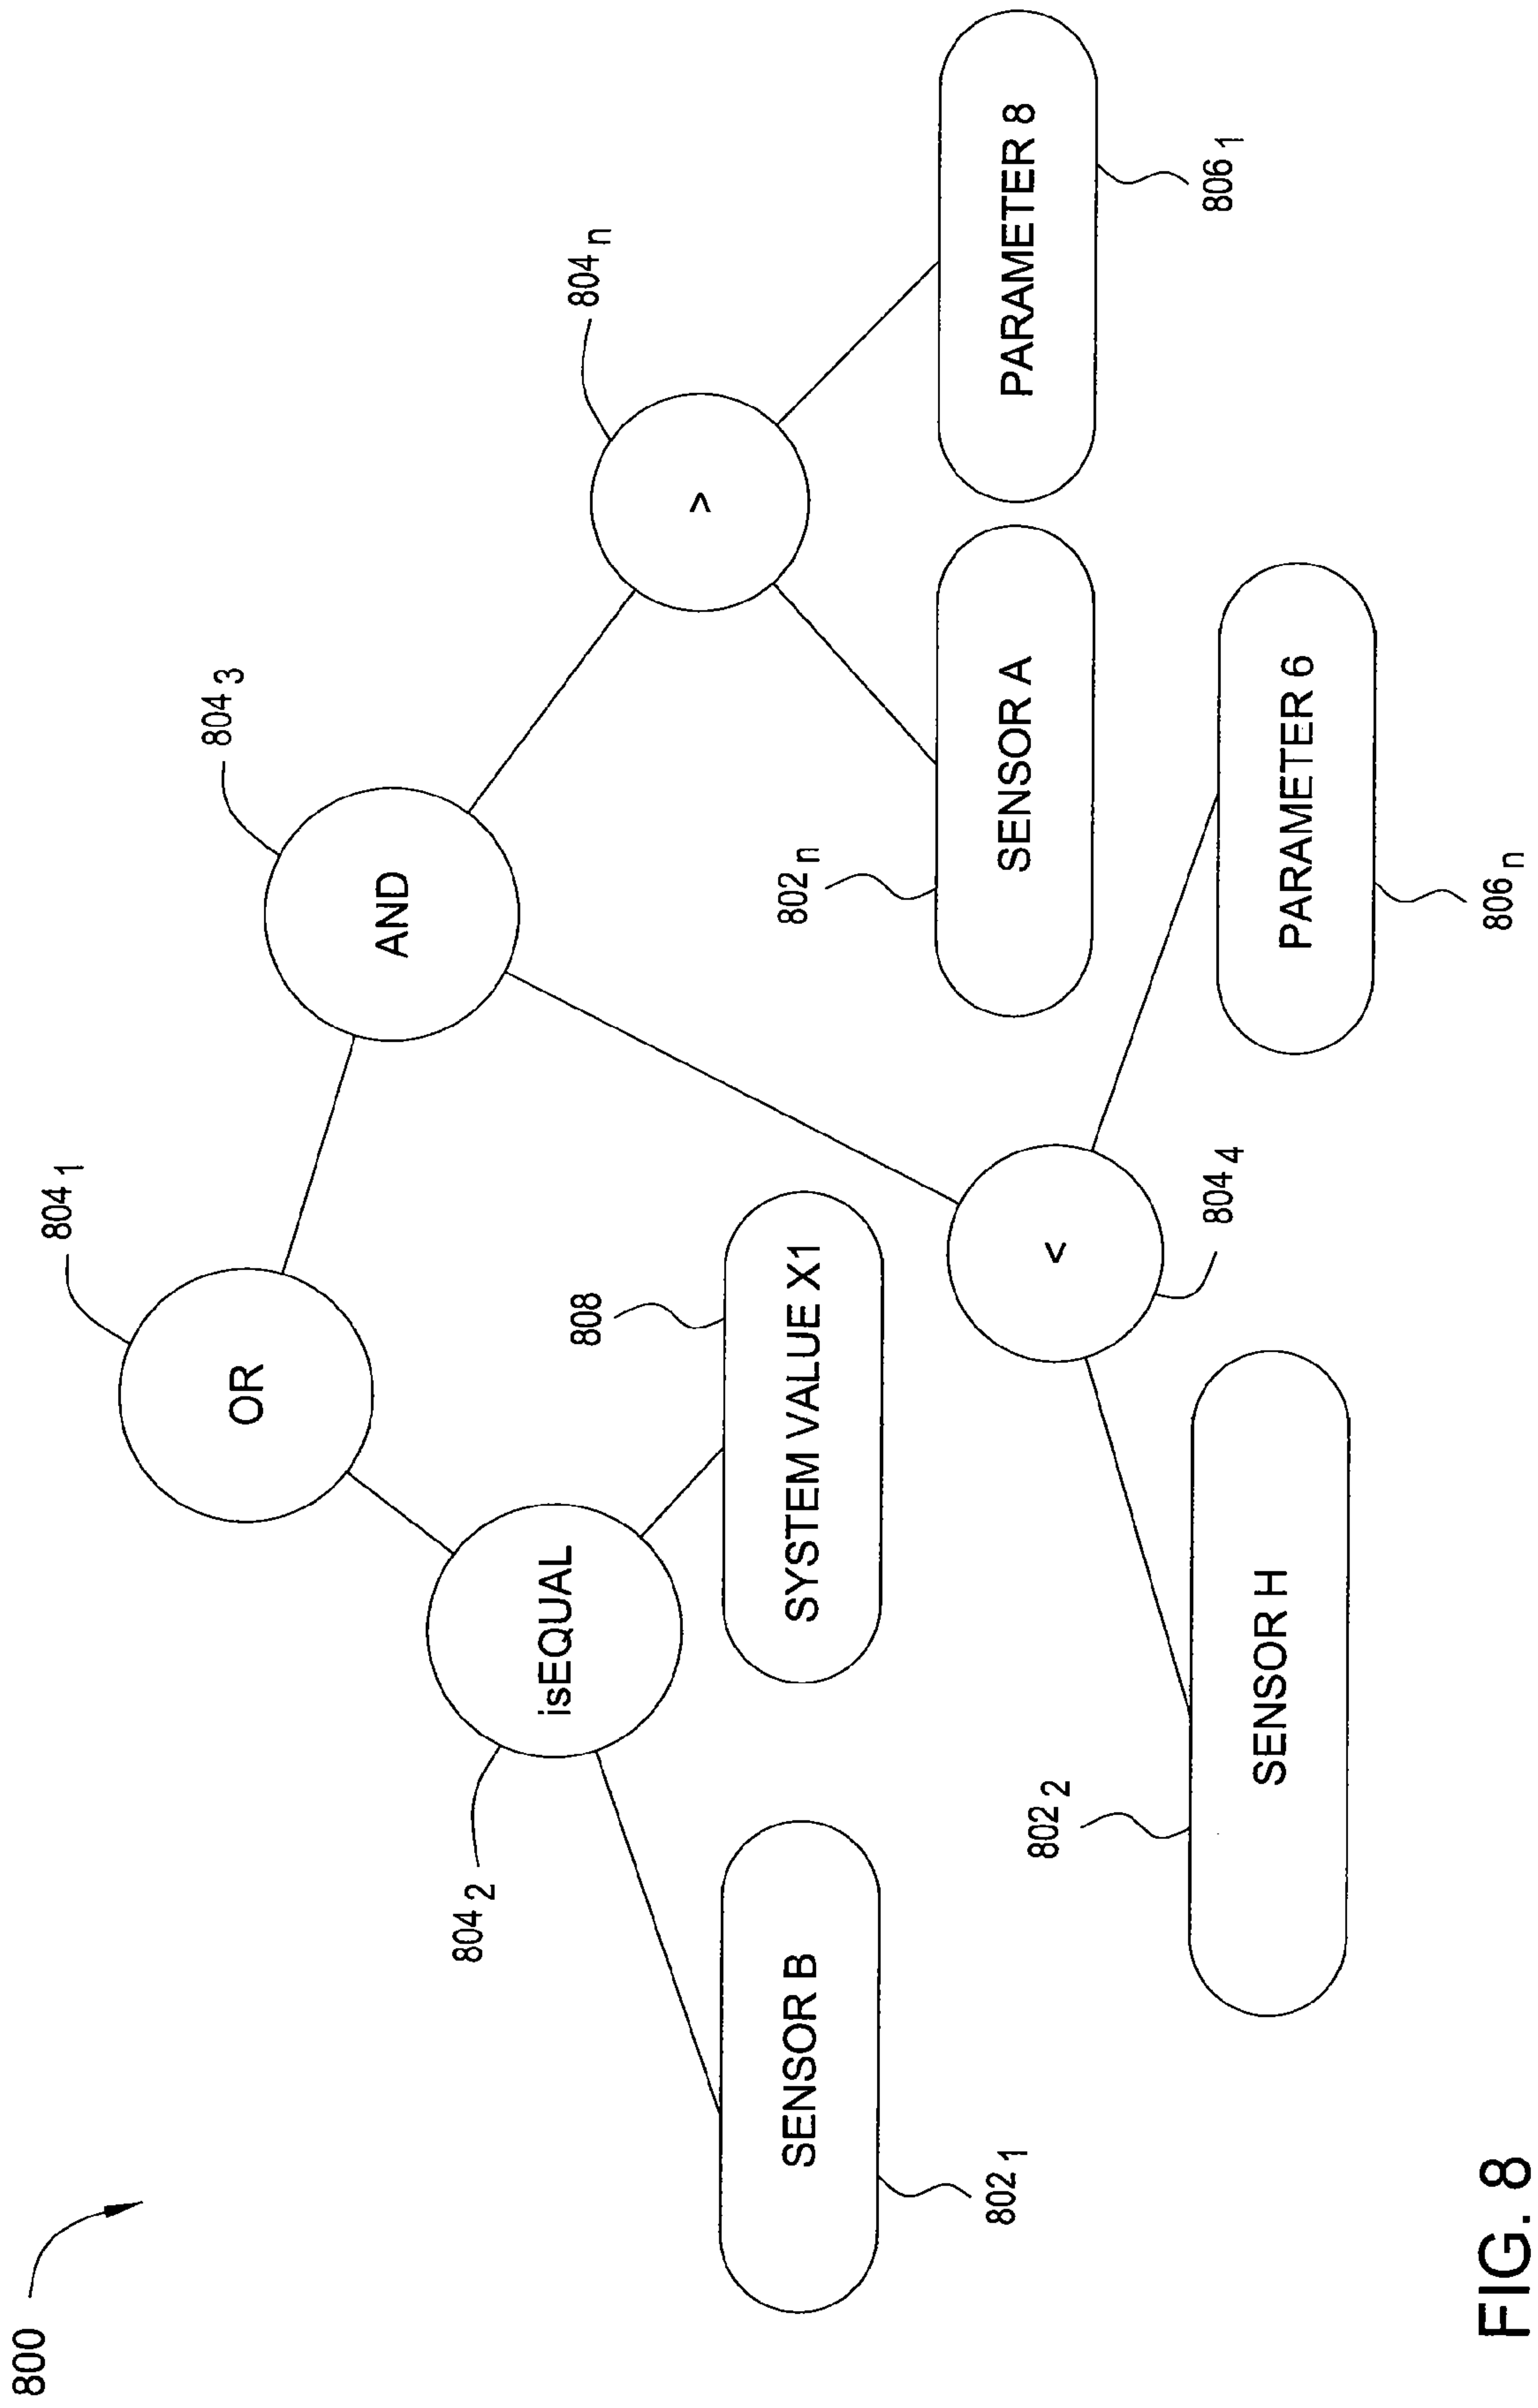 800
804 1
804 3
OR
AND
804 2
isEQUAL
808
804 n
>
SENSOR B
SYSTEM VALUE X1
802 n
802 1
SENSOR A
PARAMETER 8
802 2
<
804 4
806 1
SENSOR H
PARAMETER 6
806 n
FIG. 8